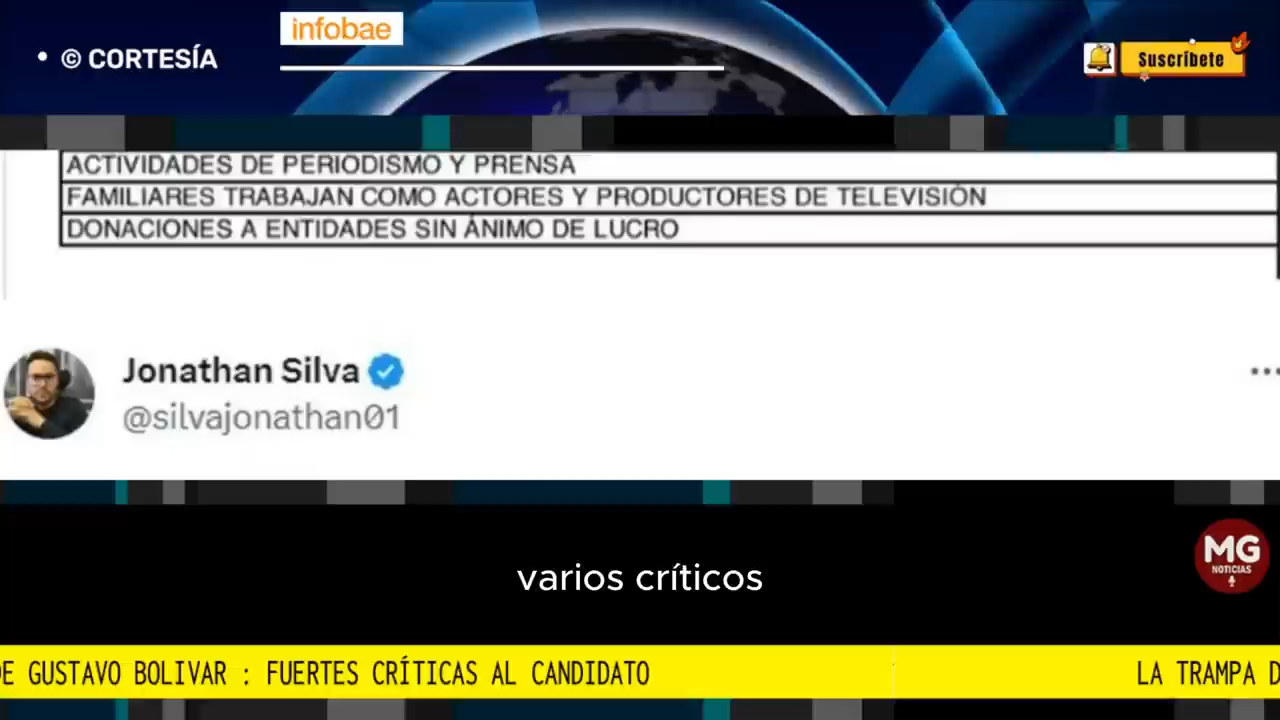 infobae
• © CORTESÍA
Suscríbete
ACTIVIDADES DE PERIODISMO Y PRENSA
FAMILIARES TRABAJAN COMO ACTORES Y PRODUCTORES DE TELEVISIÓN
DONACIONES A ENTIDADES SIN ÁNIMO DE LUCRO
Jonathan Silva
@silvajonathan01
varios críticos
MG
NOTICIAS
E GUSTAVO BOLIVAR : FUERTES CRÍTICAS AL CANDIDATO
LA TRAMPA D